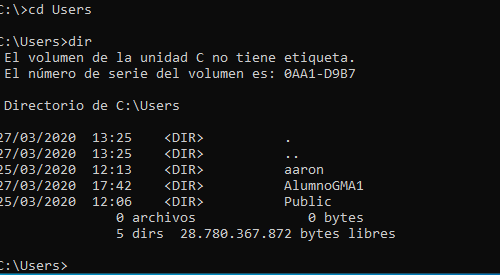 C:\>cd Users
C:\Users>dir
El volumen de la unidad C no tiene etiqueta.
El número de serie del volumen es: 0AA1-D9B7
Directorio de C:\Users
27/03/2020  13:25    <DIR>          .
27/03/2020  13:25    <DIR>          ..
25/03/2020  12:13    <DIR>          aaron
27/03/2020  17:42    <DIR>          AlumnoGMA1
25/03/2020  12:06    <DIR>          Public
0 archivos              0 bytes
5 dirs  28.780.367.872 bytes libres
C:\Users>